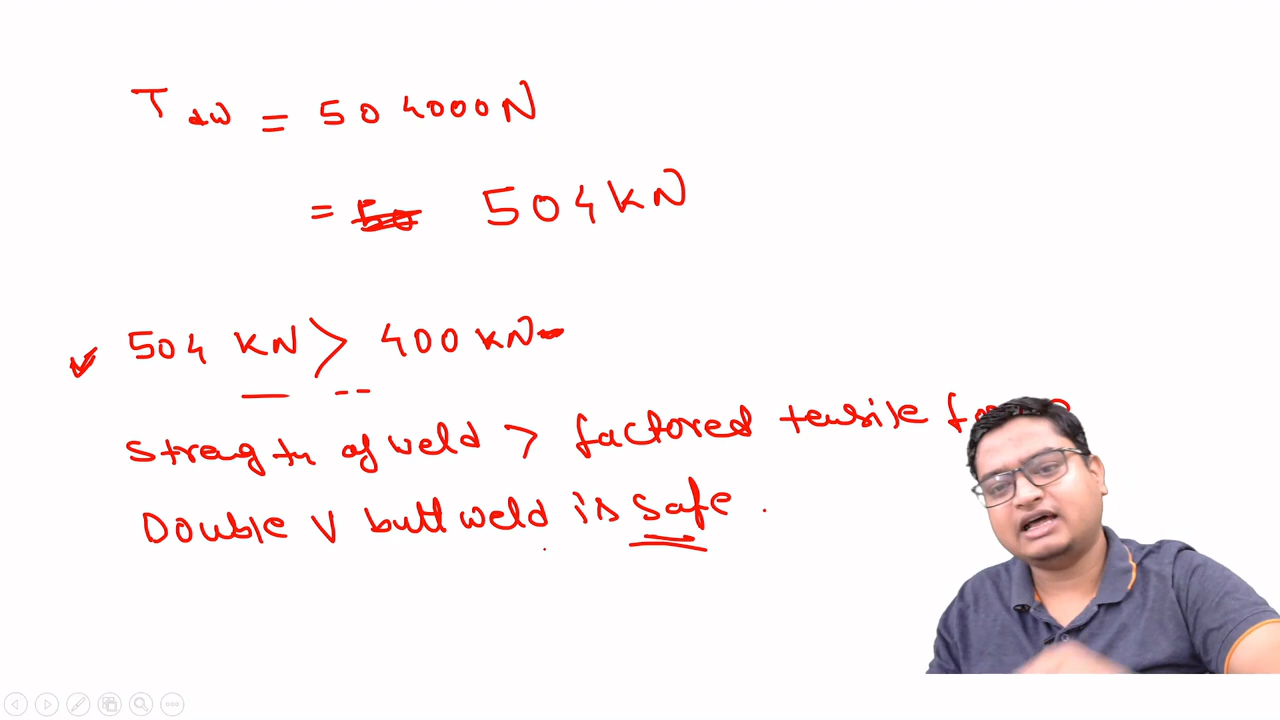 Tdw = 504000N
= 504 kN
504 kN > 400 kN
Strength of weld > factored tensile
Double V butt weld is safe.